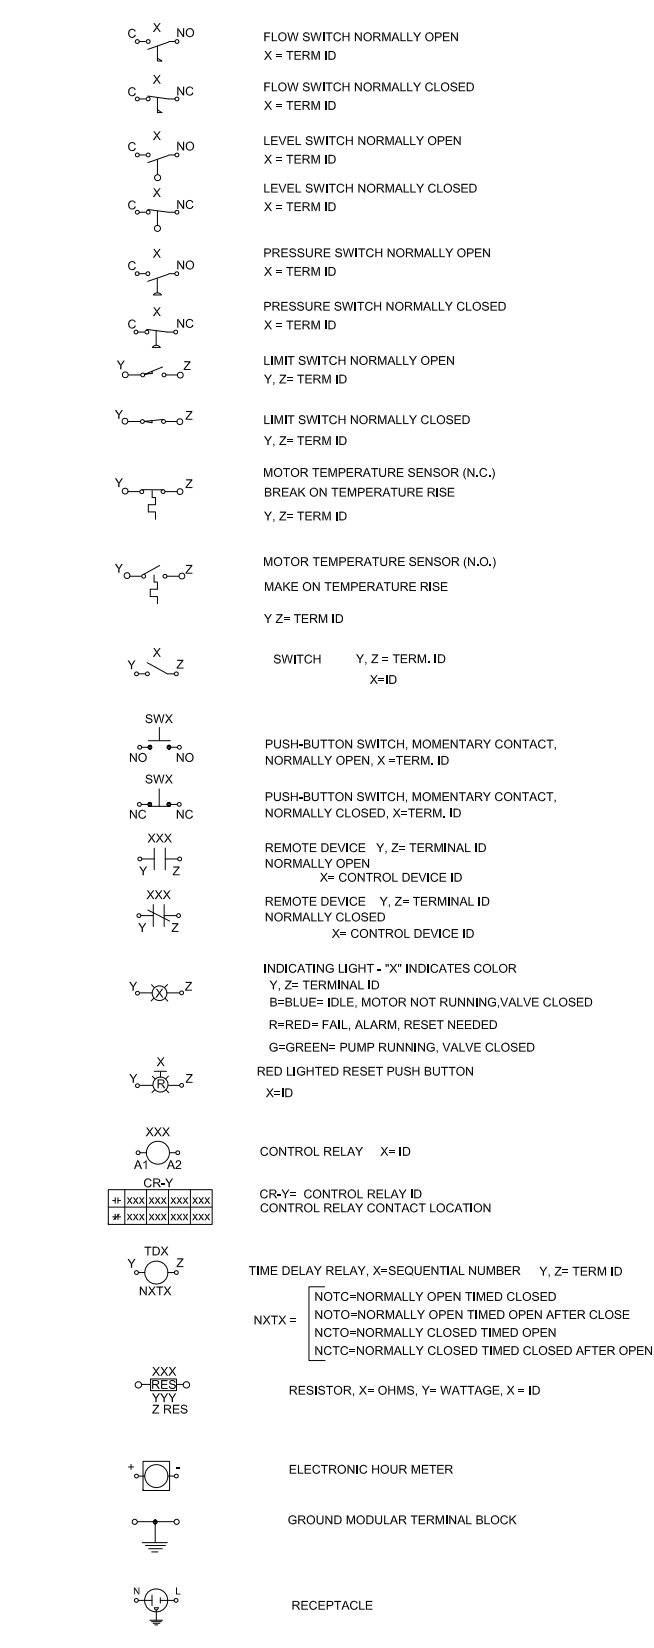 C X NO FLOW SWITCH NORMALLY OPEN
X = TERM ID
C X NC FLOW SWITCH NORMALLY CLOSED
X = TERM ID
C X NO LEVEL SWITCH NORMALLY OPEN
X = TERM ID
C X NC LEVEL SWITCH NORMALLY CLOSED
X = TERM ID
C X NO PRESSURE SWITCH NORMALLY OPEN
X = TERM ID
C X NC PRESSURE SWITCH NORMALLY CLOSED
X = TERM ID
Y Z LIMIT SWITCH NORMALLY OPEN
Y, Z= TERM ID
Y Z LIMIT SWITCH NORMALLY CLOSED
Y, Z= TERM ID
Y Z MOTOR TEMPERATURE SENSOR (N.C.)
BREAK ON TEMPERATURE RISE
Y, Z= TERM ID
Y Z MOTOR TEMPERATURE SENSOR (N.O.)
MAKE ON TEMPERATURE RISE
Y Z= TERM ID
Y X Z SWITCH Y, Z = TERM. ID
X=ID
SWX
NO NO
PUSH-BUTTON SWITCH, MOMENTARY CONTACT,
NORMALLY OPEN, X =TERM. ID
SWX
NC NC
PUSH-BUTTON SWITCH, MOMENTARY CONTACT,
NORMALLY CLOSED, X=TERM. ID
XXX
Y Z
REMOTE DEVICE Y, Z= TERMINAL ID
NORMALLY OPEN
X= CONTROL DEVICE ID
XXX
Y Z
REMOTE DEVICE Y, Z= TERMINAL ID
NORMALLY CLOSED
X= CONTROL DEVICE ID
Y X Z
INDICATING LIGHT - "X" INDICATES COLOR
Y, Z= TERMINAL ID
B=BLUE= IDLE, MOTOR NOT RUNNING,VALVE CLOSED
R=RED= FAIL, ALARM, RESET NEEDED
G=GREEN= PUMP RUNNING, VALVE CLOSED
X
Y R Z
RED LIGHTED RESET PUSH BUTTON
X=ID
XXX
A1 A2
CONTROL RELAY X= ID
CR-Y
XXX XXX XXX XXX
XXX XXX XXX XXX
CR-Y= CONTROL RELAY ID
CONTROL RELAY CONTACT LOCATION
TDX
Y Z
NXTX
TIME DELAY RELAY, X=SEQUENTIAL NUMBER Y, Z= TERM ID
NXTX =
NOTC=NORMALLY OPEN TIMED CLOSED
NOTO=NORMALLY OPEN TIMED OPEN AFTER CLOSE
NCTO=NORMALLY CLOSED TIMED OPEN
NCTC=NORMALLY CLOSED TIMED CLOSED AFTER OPEN
XXX
RES
YYY
Z RES
RESISTOR, X= OHMS, Y= WATTAGE, X = ID
+ - ELECTRONIC HOUR METER
GROUND MODULAR TERMINAL BLOCK
N L
RECEPTACLE